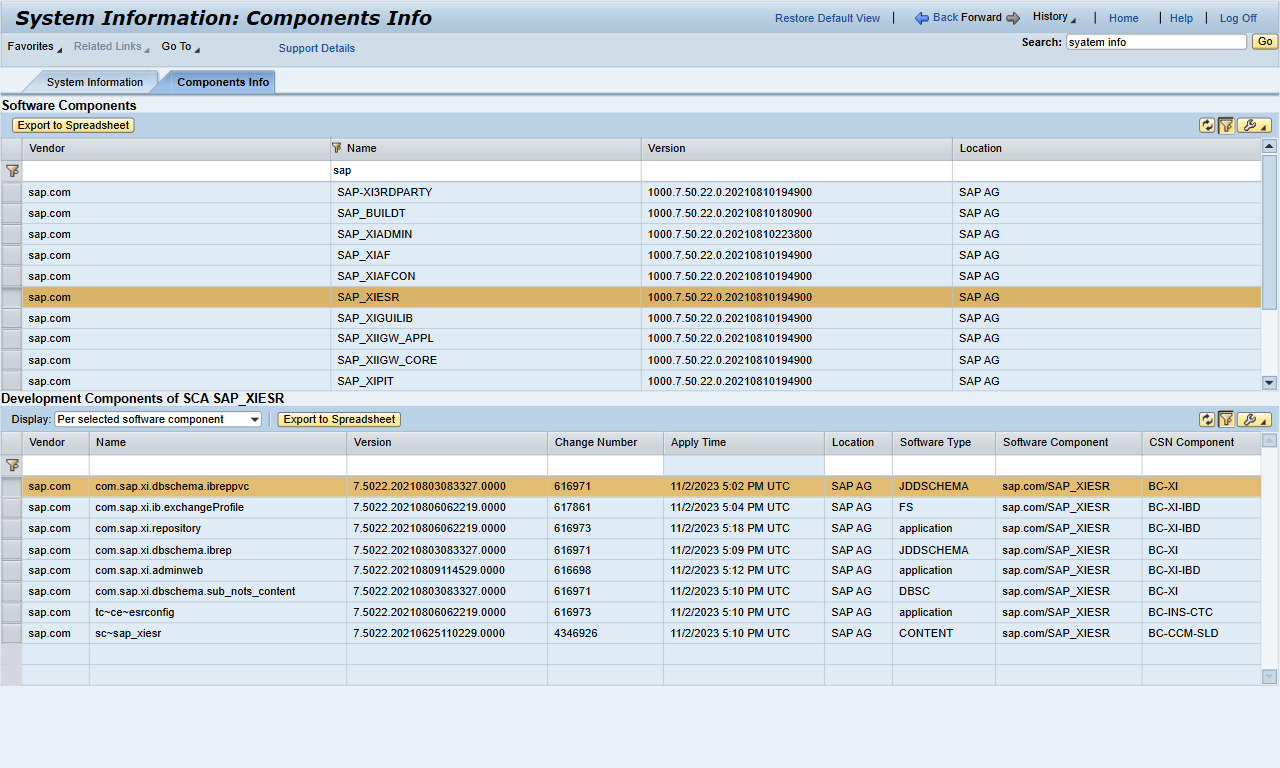 System Information: Components Info
Restore Default View | Back Forward History | Home | Help | Log Off
Favorites Related Links Go To Support Details
Search: syatem info Go
System Information Components Info
Software Components
Export to Spreadsheet
Vendor Name Version Location
sap
sap.com SAP-XI3RDPARTY 1000.7.50.22.0.20210810194900 SAP AG
sap.com SAP_BUILDT 1000.7.50.22.0.20210810180900 SAP AG
sap.com SAP_XIADMIN 1000.7.50.22.0.20210810223800 SAP AG
sap.com SAP_XIAF 1000.7.50.22.0.20210810194900 SAP AG
sap.com SAP_XIAFCON 1000.7.50.22.0.20210810194900 SAP AG
sap.com SAP_XIESR 1000.7.50.22.0.20210810194900 SAP AG
sap.com SAP_XIGUILIB 1000.7.50.22.0.20210810194900 SAP AG
sap.com SAP_XIIGW_APPL 1000.7.50.22.0.20210810194900 SAP AG
sap.com SAP_XIIGW_CORE 1000.7.50.22.0.20210810194900 SAP AG
sap.com SAP_XIPIT 1000.7.50.22.0.20210810194900 SAP AG
Development Components of SCA SAP_XIESR
Display: Per selected software component Export to Spreadsheet
Vendor Name Version Change Number Apply Time Location Software Type Software Component CSN Component
sap.com com.sap.xi.dbschema.ibreppvc 7.5022.20210803083327.0000 616971 11/2/2023 5:02 PM UTC SAP AG JDDSCHEMA sap.com/SAP_XIESR BC-XI
sap.com com.sap.xi.ib.exchangeProfile 7.5022.20210806062219.0000 617861 11/2/2023 5:04 PM UTC SAP AG FS sap.com/SAP_XIESR BC-XI-IBD
sap.com com.sap.xi.repository 7.5022.20210806062219.0000 616973 11/2/2023 5:18 PM UTC SAP AG application sap.com/SAP_XIESR BC-XI-IBD
sap.com com.sap.xi.dbschema.ibrep 7.5022.20210803083327.0000 616971 11/2/2023 5:09 PM UTC SAP AG JDDSCHEMA sap.com/SAP_XIESR BC-XI
sap.com com.sap.xi.adminweb 7.5022.20210809114529.0000 616698 11/2/2023 5:12 PM UTC SAP AG application sap.com/SAP_XIESR BC-XI-IBD
sap.com com.sap.xi.dbschema.sub_nots_content 7.5022.20210803083327.0000 616971 11/2/2023 5:10 PM UTC SAP AG DBSC sap.com/SAP_XIESR BC-XI
sap.com tc~ce~esrconfig 7.5022.20210806062219.0000 616973 11/2/2023 5:10 PM UTC SAP AG application sap.com/SAP_XIESR BC-INS-CTC
sap.com sc~sap_xiesr 7.5022.20210625110229.0000 4346926 11/2/2023 5:10 PM UTC SAP AG CONTENT sap.com/SAP_XIESR BC-CCM-SLD